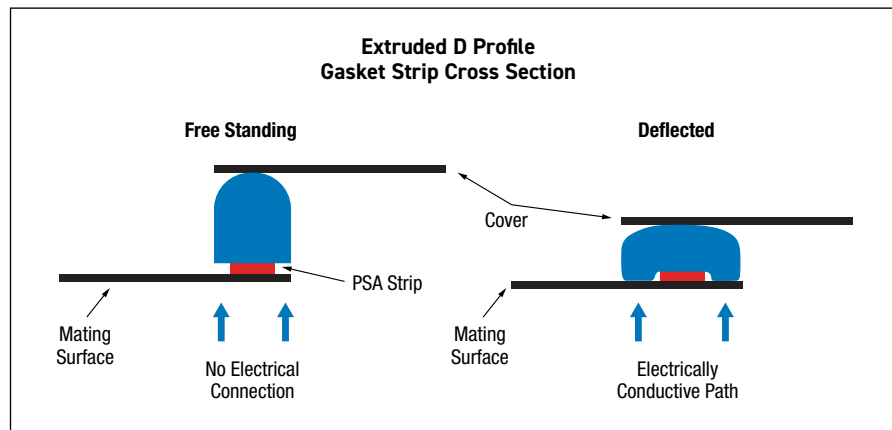 Extruded D Profile
Gasket Strip Cross Section
Free Standing
Deflected
Cover
PSA Strip
Mating
Surface
No Electrical
Connection
Mating
Surface
Electrically
Conductive Path